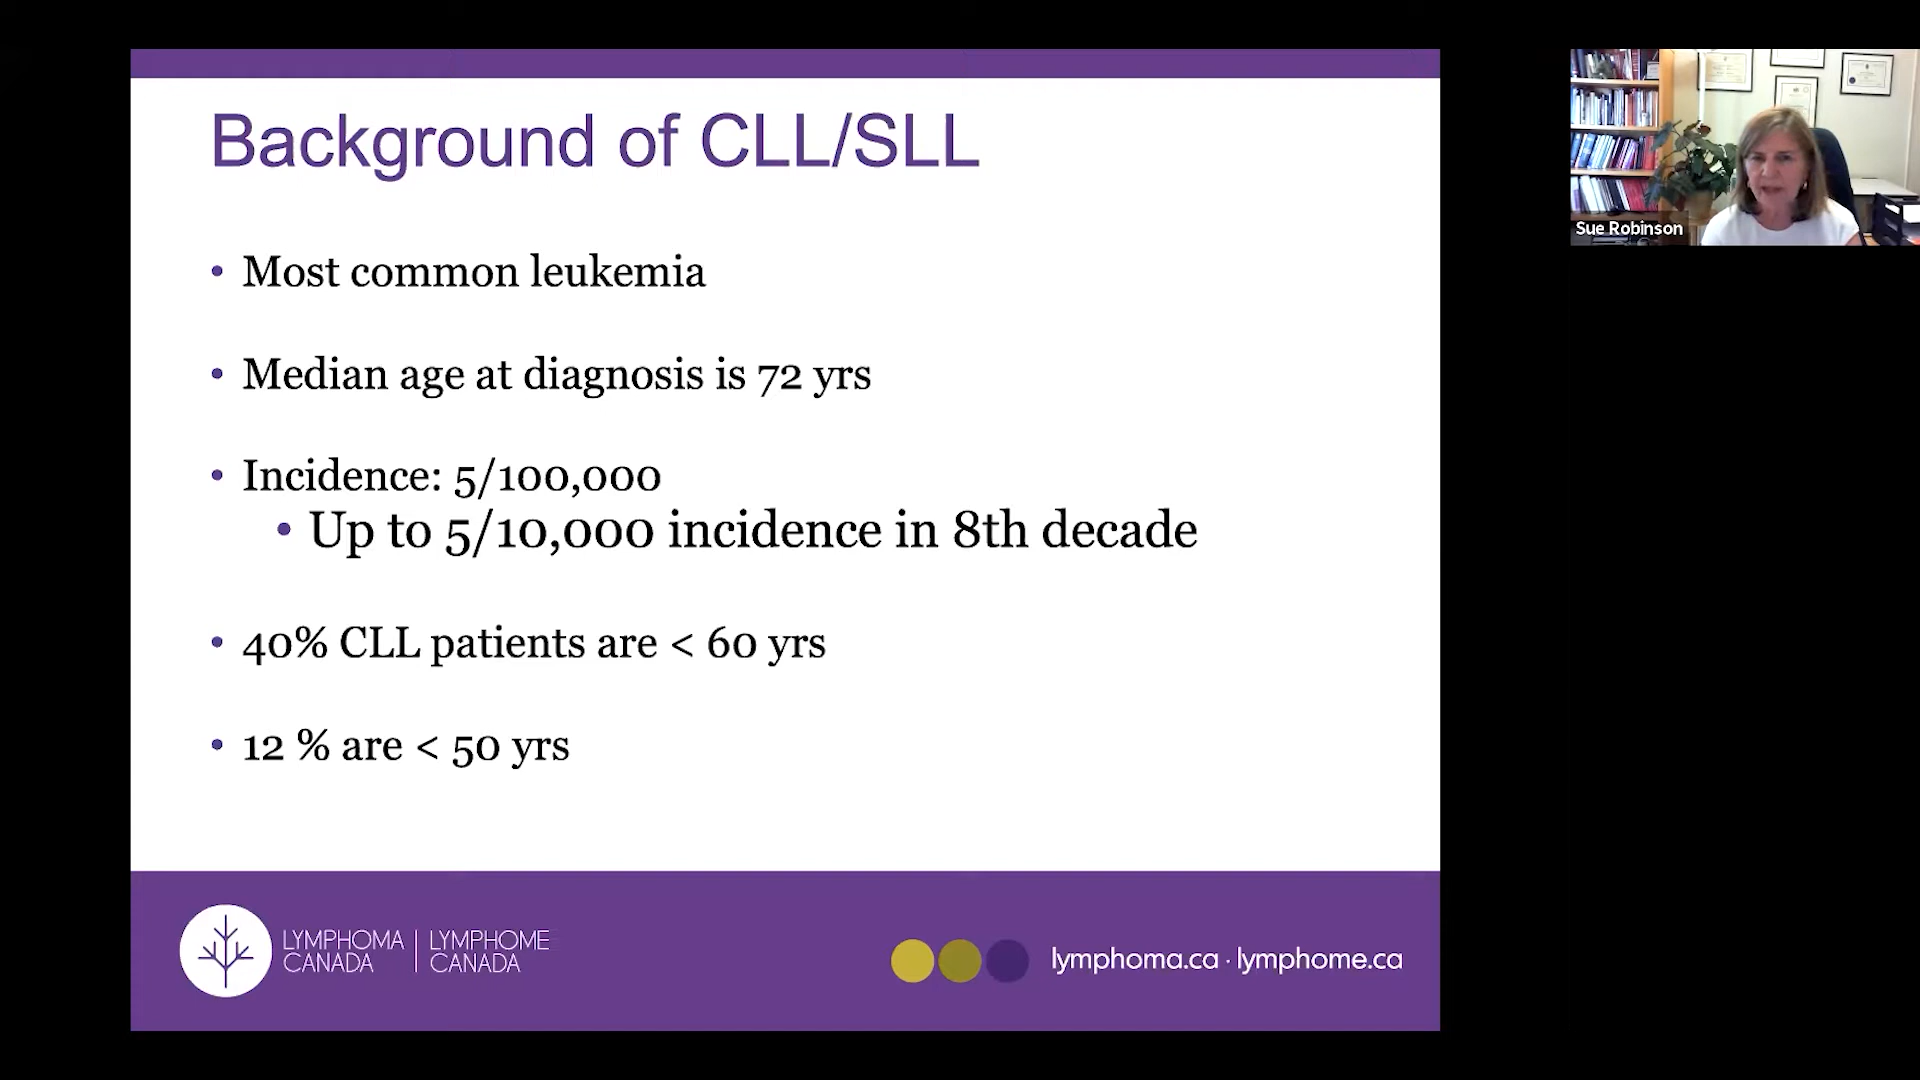 Background of CLL/SLL
• Most common leukemia
• Median age at diagnosis is 72 yrs
• Incidence: 5/100,000
• Up to 5/10,000 incidence in 8th decade
• 40% CLL patients are < 60 yrs
• 12 % are < 50 yrs
LYMPHOMA CANADA | LYMPHOME CANADA
lymphoma.ca · lymphome.ca
Sue Robinson